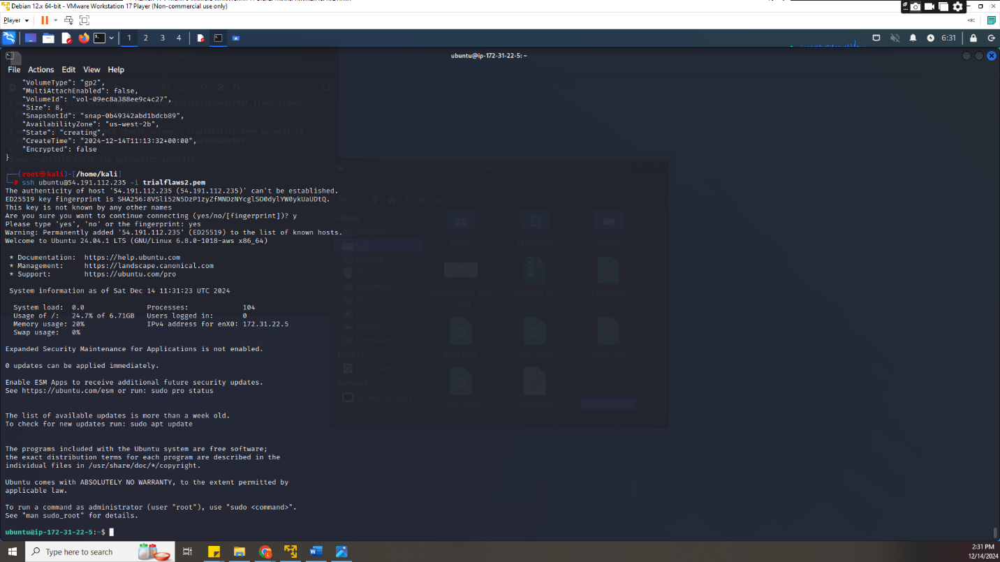 Debian 12.x 64-bit - VMware Workstation 17 Player (Non-commercial use only)
Player
1 2 3 4
6:31
ubuntu@ip-172-31-22-5: ~
File Actions Edit View Help
"VolumeType": "gp2",
"MultiAttachEnabled": false,
"VolumeId": "vol-09ec8a388ee9c4c27",
"Size": 8,
"SnapshotId": "snap-0b49342abd1bdcb89",
"AvailabilityZone": "us-west-2b",
"State": "creating",
"CreateTime": "2024-12-14T11:13:32+00:00",
"Encrypted": false
}
aws --profile scott sts get-caller-identity
(root㉿kali)-[/home/kali]
# ssh ubuntu@54.191.112.235 -i trialflaws2.pem
The authenticity of host '54.191.112.235 (54.191.112.235)' can't be established.
ED25519 key fingerprint is SHA256:8VSli52N5DzP1zyZfMNDzNYcglSO0dylYW0ykUaUDtQ.
This key is not known by any other names
Are you sure you want to continue connecting (yes/no/[fingerprint])? y
Please type 'yes', 'no' or the fingerprint: yes
Warning: Permanently added '54.191.112.235' (ED25519) to the list of known hosts.
Welcome to Ubuntu 24.04.1 LTS (GNU/Linux 6.8.0-1018-aws x86_64)
* Documentation: https://help.ubuntu.com
* Management: https://landscape.canonical.com
* Support: https://ubuntu.com/pro
System information as of Sat Dec 14 11:31:23 UTC 2024
System load: 0.0 Processes: 104
Usage of /: 24.7% of 6.71GB Users logged in: 0
Memory usage: 20% IPv4 address for enX0: 172.31.22.5
Swap usage: 0%
Expanded Security Maintenance for Applications is not enabled.
0 updates can be applied immediately.
Enable ESM Apps to receive additional future security updates.
See https://ubuntu.com/esm or run: sudo pro status
The list of available updates is more than a week old.
To check for new updates run: sudo apt update
The programs included with the Ubuntu system are free software;
the exact distribution terms for each program are described in the
individual files in /usr/share/doc/*/copyright.
Ubuntu comes with ABSOLUTELY NO WARRANTY, to the extent permitted by
applicable law.
To run a command as administrator (user "root"), use "sudo <command>".
See "man sudo_root" for details.
ubuntu@ip-172-31-22-5:~$
Type here to search
2:31 PM
12/14/2024